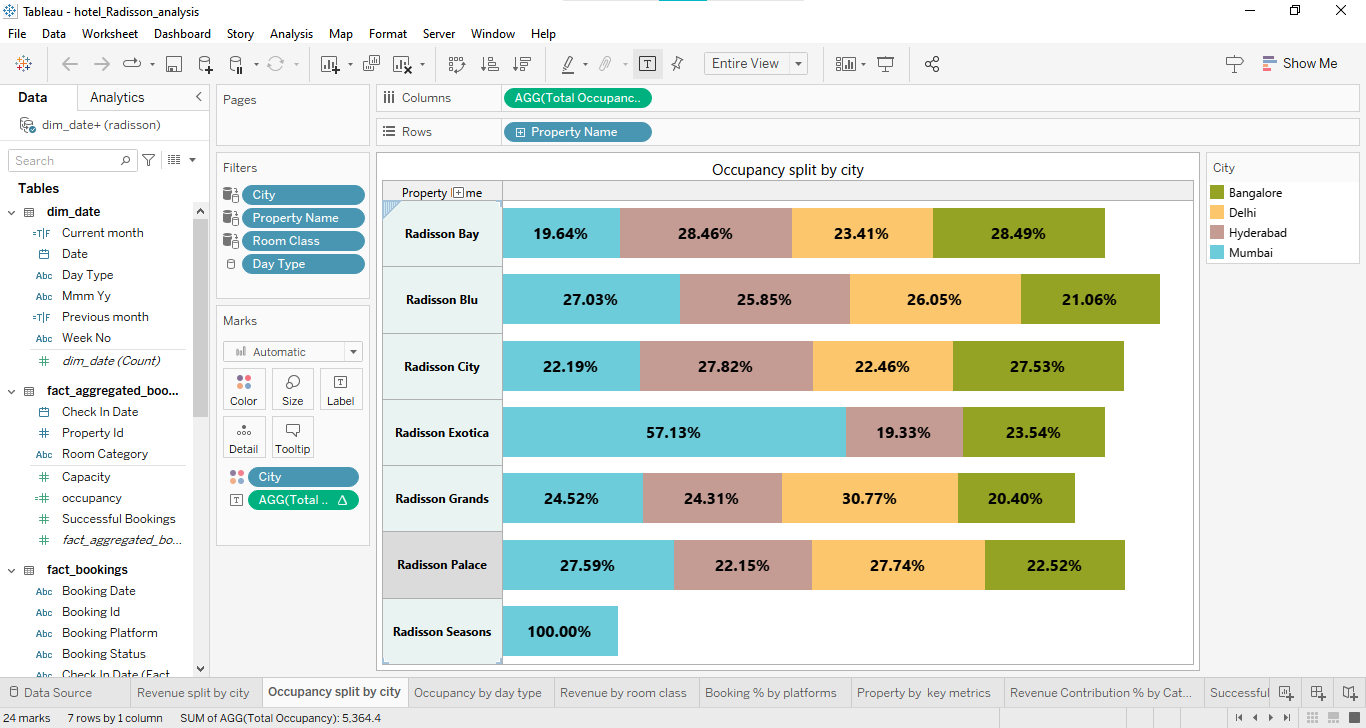 Tableau - hotel_Radisson_analysis
File Data Worksheet Dashboard Story Analysis Map Format Server Window Help
Entire View
Show Me
Data Analytics
dim_date+ (radisson)
Search
Tables
dim_date
=T|F Current month
Date
Abc Day Type
Abc Mmm Yy
=T|F Previous month
Abc Week No
# dim_date (Count)
fact_aggregated_boo...
Check In Date
# Property Id
Abc Room Category
# Capacity
=# occupancy
# Successful Bookings
# fact_aggregated_bo...
fact_bookings
Abc Booking Date
Abc Booking Id
Abc Booking Platform
Abc Booking Status
Abc Check In Date (Fact
Pages
Filters
City
Property Name
Room Class
Day Type
Marks
Automatic
Color Size Label
Detail Tooltip
City
AGG(Total .. Δ
Columns AGG(Total Occupanc..
Rows Property Name
Occupancy split by city
Property me
Radisson Bay 19.64% 28.46% 23.41% 28.49%
Radisson Blu 27.03% 25.85% 26.05% 21.06%
Radisson City 22.19% 27.82% 22.46% 27.53%
Radisson Exotica 57.13% 19.33% 23.54%
Radisson Grands 24.52% 24.31% 30.77% 20.40%
Radisson Palace 27.59% 22.15% 27.74% 22.52%
Radisson Seasons 100.00%
City
Bangalore
Delhi
Hyderabad
Mumbai
Data Source Revenue split by city Occupancy split by city Occupancy by day type Revenue by room class Booking % by platforms Property by key metrics Revenue Contribution % by Cat... Successful
24 marks 7 rows by 1 column SUM of AGG(Total Occupancy): 5,364.4